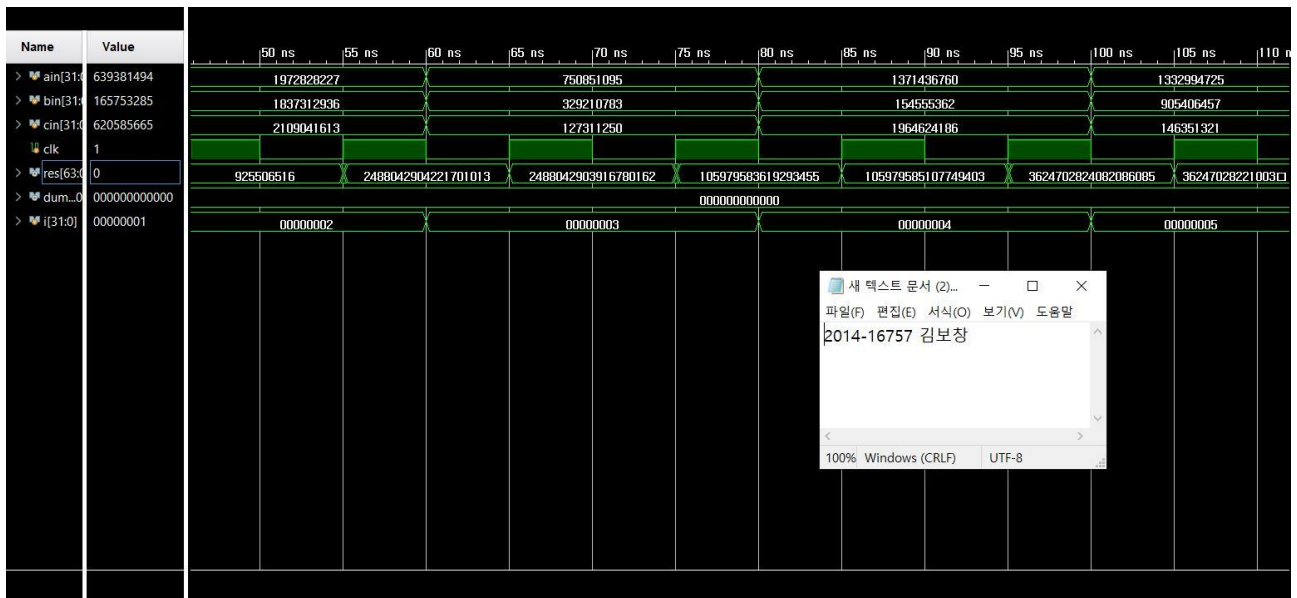 Name Value
50 ns 55 ns 60 ns 65 ns 70 ns 75 ns 80 ns 85 ns 90 ns 95 ns 100 ns 105 ns 110 n
> ain[31:0 639381494 1972828227 750851095 1371436760 1332994725
> bin[31: 165753285 1837312936 329210783 154555362 905406457
> cin[31:0 620585665 2109041613 127311250 1964624186 146351321
clk 1
> res[63:0 0 925506516 2488042904221701013 2488042903916780162 105979583619293455 105979585107749403 3624702824082086085 36247028221003
> dum...0 000000000000 000000000000
> i[31:0] 00000001 00000002 00000003 00000004 00000005
새 텍스트 문서 (2)...
파일(F) 편집(E) 서식(O) 보기(V) 도움말
2014-16757 김보창
100% Windows (CRLF) UTF-8